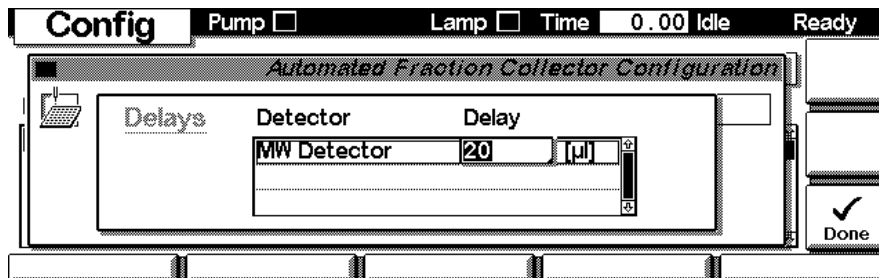 Config Pump Lamp Time 0.00 Idle Ready
Automated Fraction Collector Configuration
Delays Detector Delay
MW Detector 20 [µl]
Done